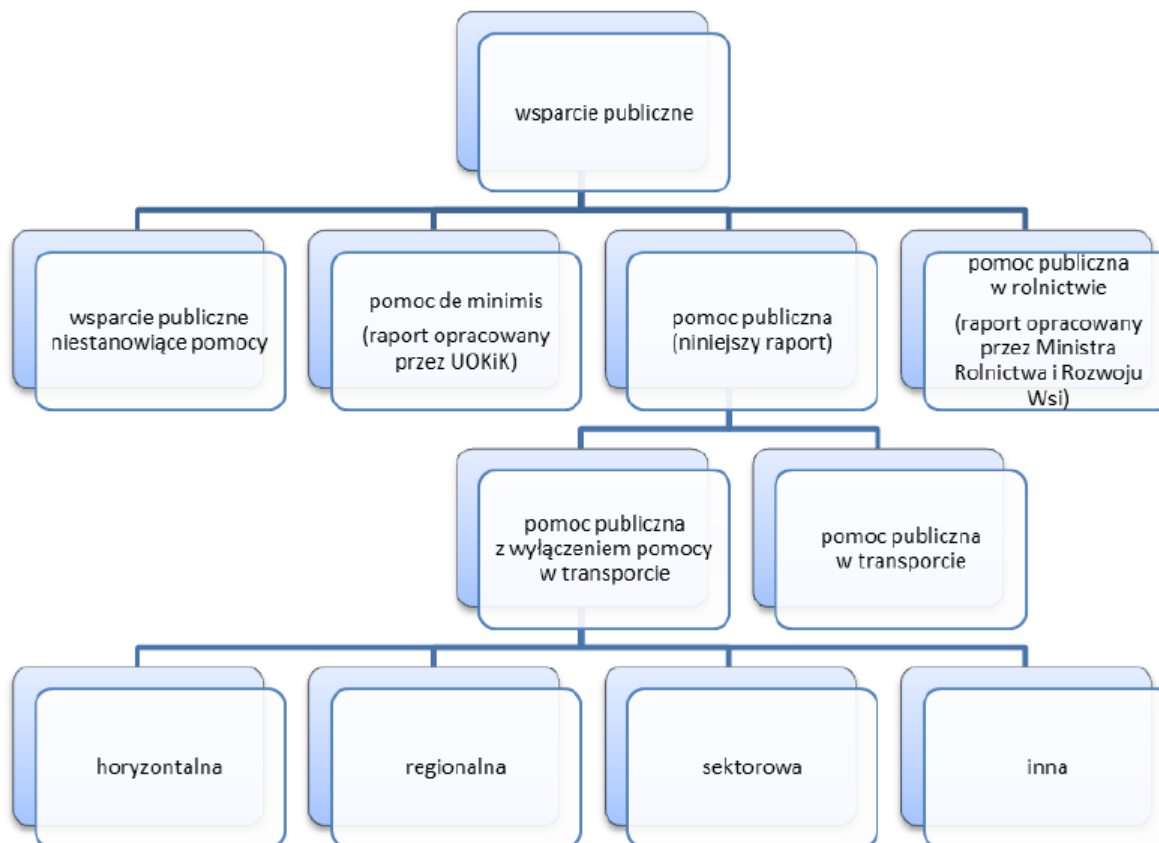 wsparcie publiczne
wsparcie publiczne
niestanowiące pomocy
pomoc de minimis
(raport opracowany
przez UOKiK)
pomoc publiczna
(niniejszy raport)
pomoc publiczna
w rolnictwie
(raport opracowany
przez Ministra
Rolnictwa i Rozwoju
Wsi)
pomoc publiczna
z wyłączeniem pomocy
w transporcie
pomoc publiczna
w transporcie
horyzontalna
regionalna
sektorowa
inna